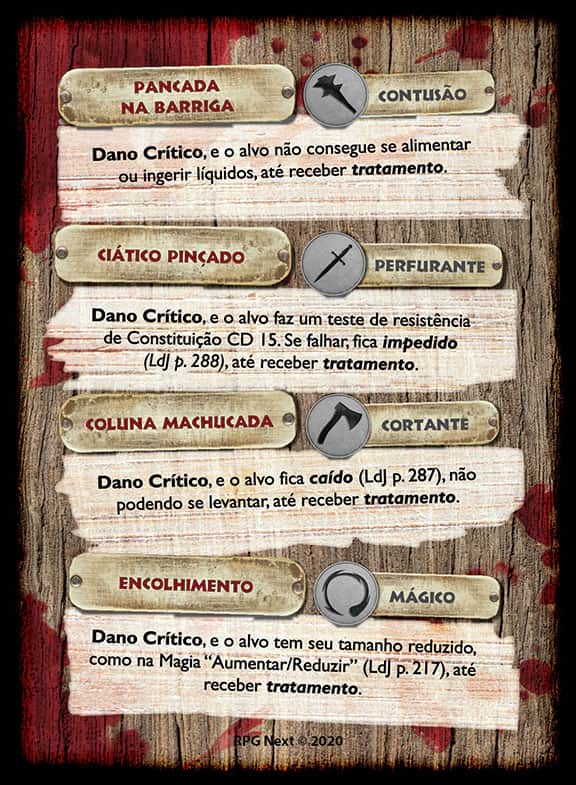 PANCADA
NA BARRIGA
CONTUSÃO
Dano Crítico, e o alvo não consegue se alimentar
ou ingerir líquidos, até receber tratamento.
CIÁTICO PINÇADO
PERFURANTE
Dano Crítico, e o alvo faz um teste de resistência
de Constituição CD 15. Se falhar, fica impedido
(LdJ p. 288), até receber tratamento.
COLUNA MACHUCADA
CORTANTE
Dano Crítico, e o alvo fica caído (LdJ p. 287), não
podendo se levantar, até receber tratamento.
ENCOLHIMENTO
MÁGICO
Dano Crítico, e o alvo tem seu tamanho reduzido,
como na Magia “Aumentar/Reduzir” (LdJ p. 217), até
receber tratamento.
RPG Next © 2020